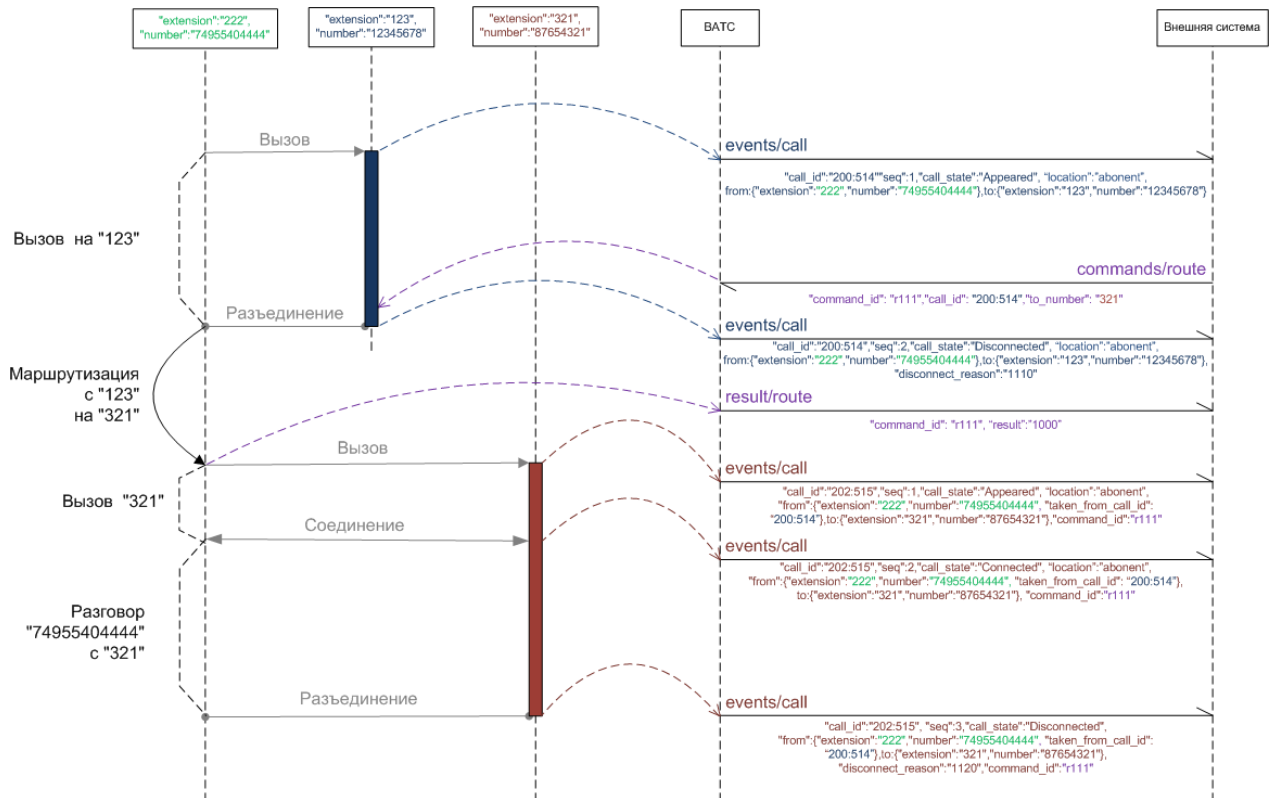 "extension":"222",
"number":"74955404444"
"extension":"123",
"number":"12345678"
"extension":"321",
"number":"87654321"
ВАТС
Внешняя система
Вызов
events/call
"call_id":"200:514""seq":1,"call_state":"Appeared", “location":"abonent",
from:{"extension":"222","number":"74955404444"},to:{"extension":"123","number":"12345678"}
Вызов на "123"
commands/route
"command_id": "r111","call_id": "200:514","to_number": "321"
Разъединение
events/call
"call_id":"200:514","seq":2,"call_state":"Disconnected", “location":"abonent",
from:{"extension":"222","number":"74955404444"},to:{"extension":"123","number":"12345678"},
"disconnect_reason":"1110"
Маршрутизация
с "123"
на "321"
result/route
"command_id": "r111", “result":"1000”
Вызов
events/call
"call_id":"202:515","seq":1,"call_state":"Appeared", “location":"abonent",
"from":{"extension":"222","number":"74955404444", "taken_from_call_id":
“200:514”},to:{"extension":"321","number":"87654321"},"command_id":"r111"
Вызов "321"
Соединение
events/call
"call_id":"202:515","seq":2,"call_state":"Connected", “location":"abonent",
"from":{"extension":"222","number":"74955404444", "taken_from_call_id": “200:514”},
to:{"extension":"321","number":"87654321"}, "command_id":"r111"
Разговор
"74955404444"
с "321"
Разъединение
events/call
"call_id":"202:515", "seq":3,"call_state":"Disconnected",
"from":{"extension":"222","number":"74955404444", "taken_from_call_id":
“200:514”},to:{"extension":"321","number":"87654321"},
"disconnect_reason":"1120","command_id":"r111"